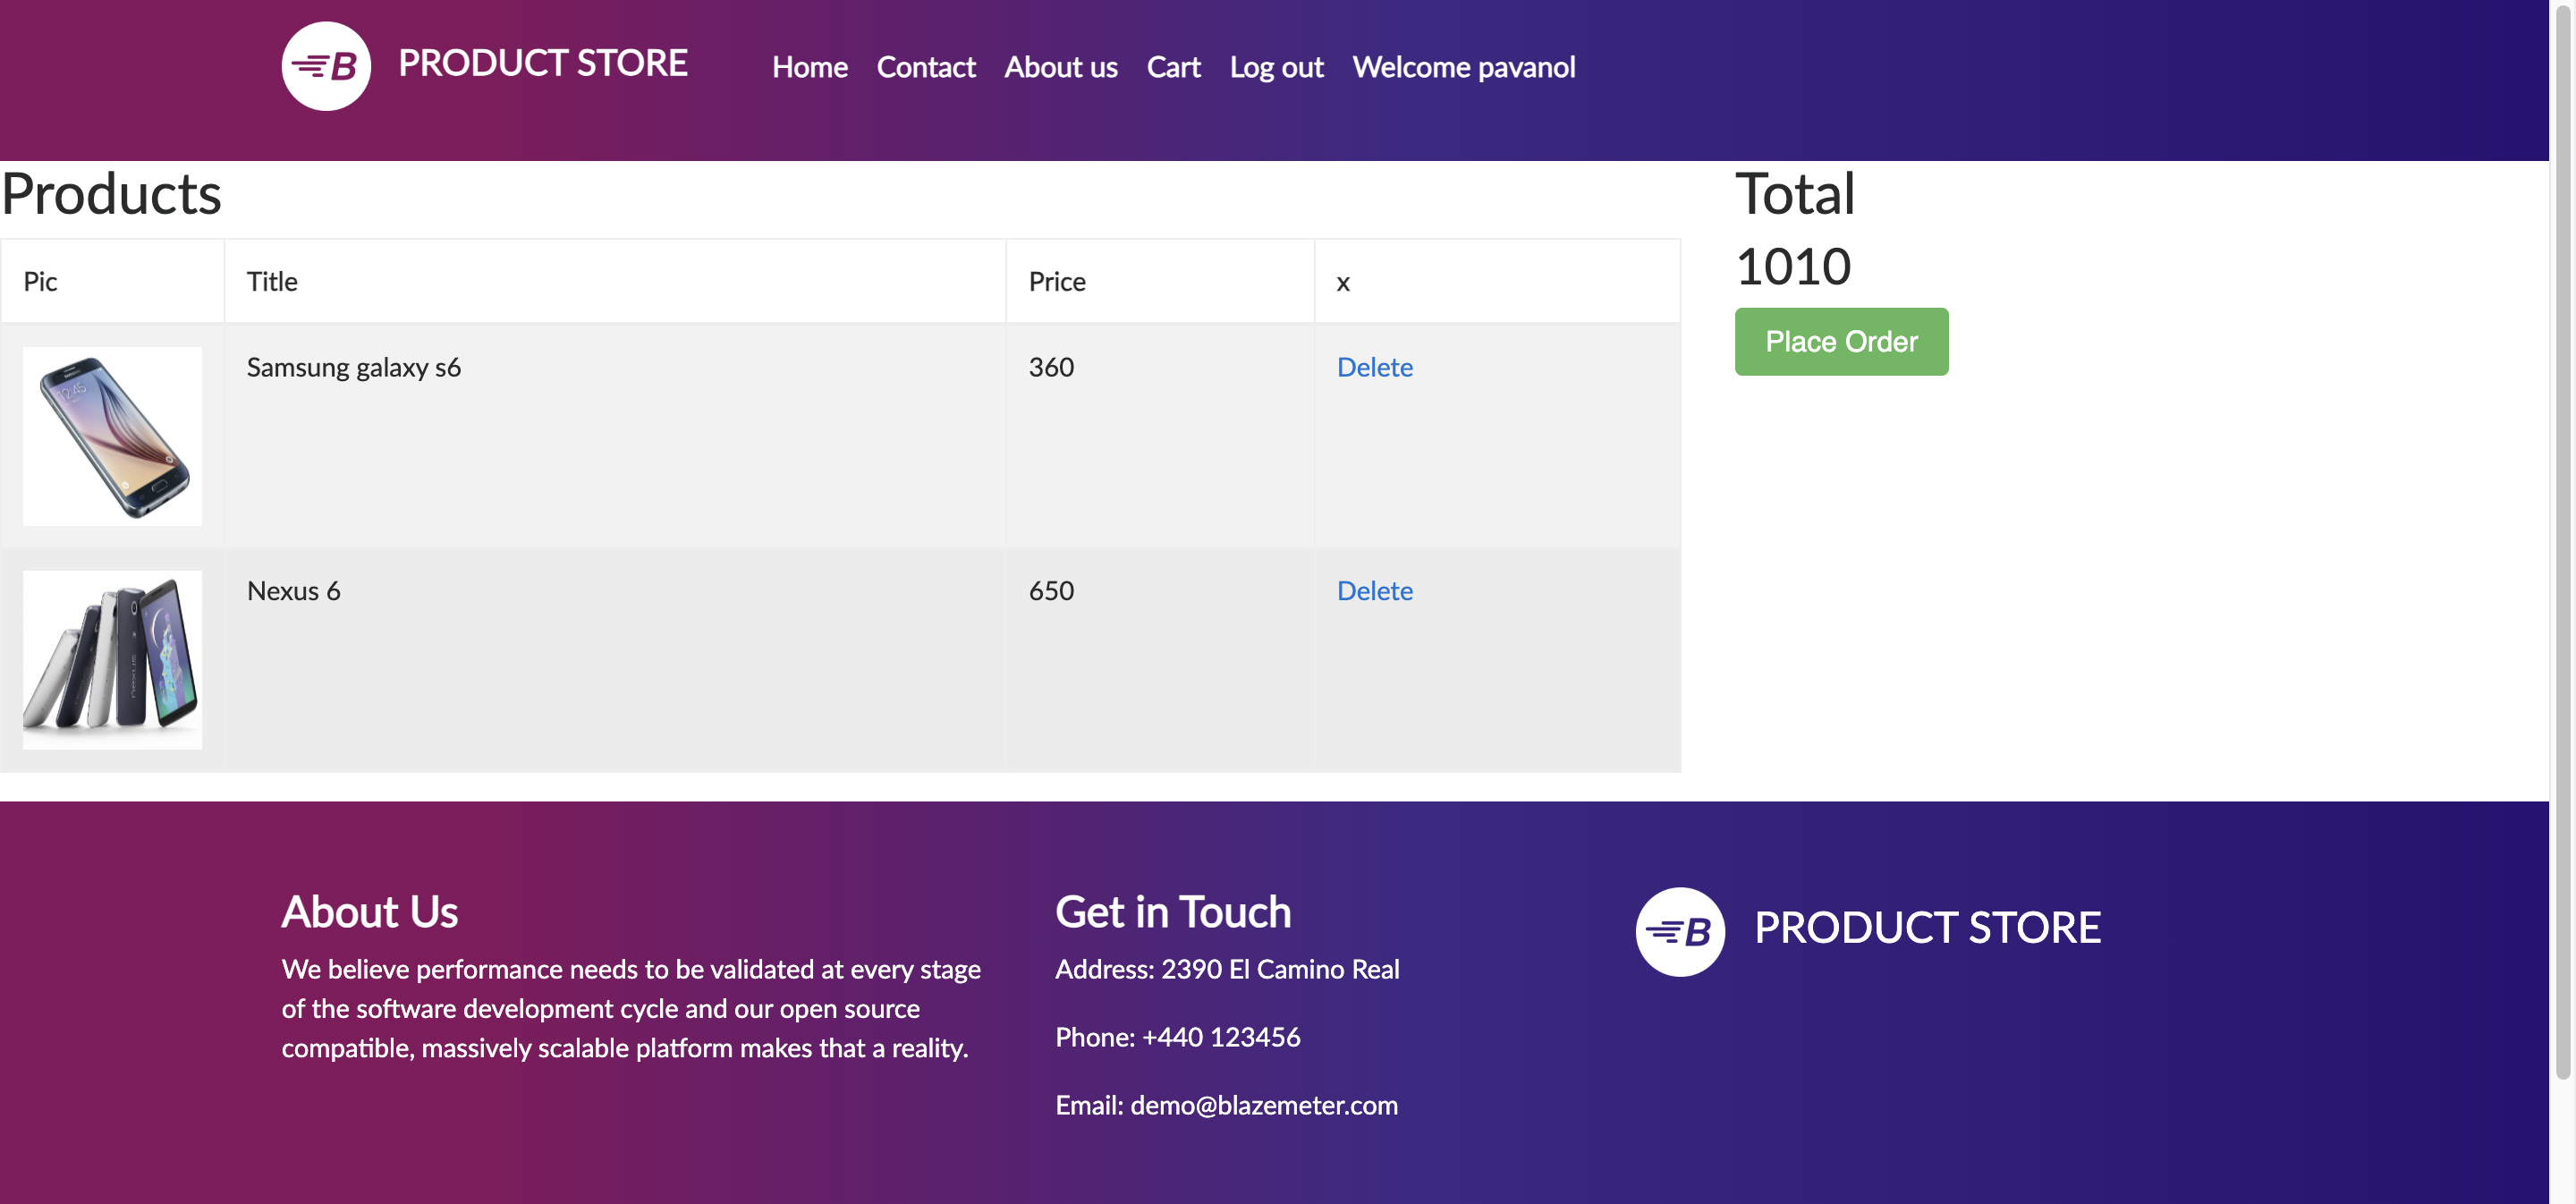 B PRODUCT STORE Home Contact About us Cart Log out Welcome pavanol
Products
Total
1010
Place Order
Pic Title Price x
Samsung galaxy s6 360 Delete
12:45
Nexus 6 650 Delete
nexus
About Us
We believe performance needs to be validated at every stage
of the software development cycle and our open source
compatible, massively scalable platform makes that a reality.
Get in Touch
Address: 2390 El Camino Real
Phone: +440 123456
Email: demo@blazemeter.com
B PRODUCT STORE